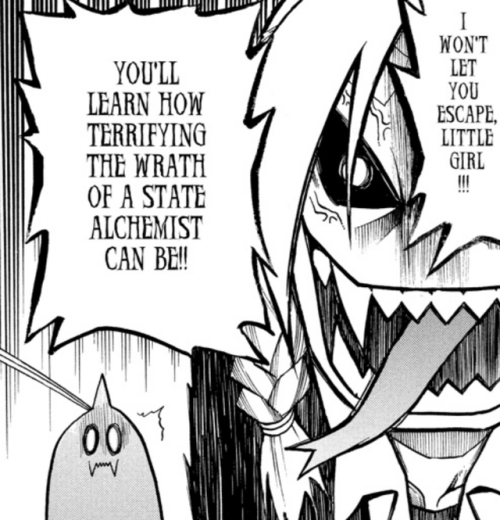 I
WON'T
LET
YOU
ESCAPE,
LITTLE
GIRL
!!!
YOU'LL
LEARN HOW
TERRIFYING
THE WRATH
OF A STATE
ALCHEMIST
CAN BE!!